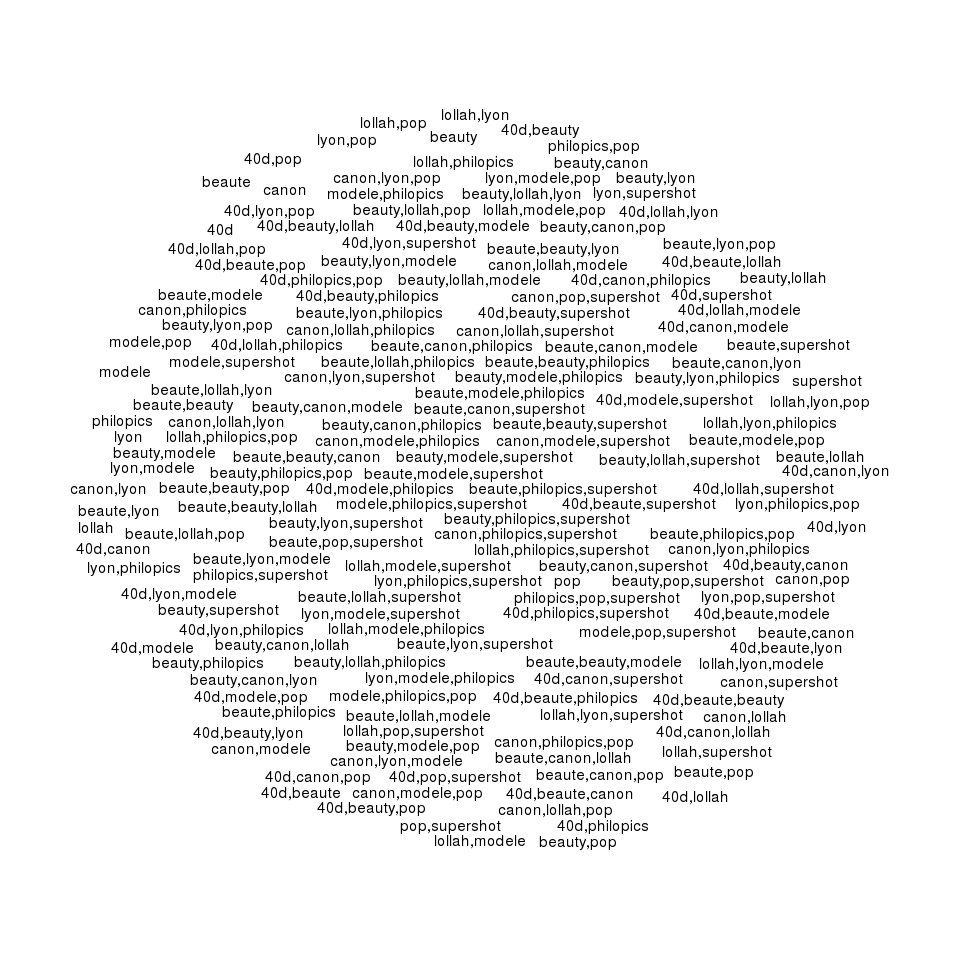 lollah,lyon
lollah,pop
40d,beauty
lyon,pop
beauty
philopics,pop
40d,pop
lollah,philopics
beauty,canon
beaute
canon,lyon,pop
lyon,modele,pop
beauty,lyon
canon
modele,philopics
beauty,lollah,lyon
lyon,supershot
40d,lyon,pop
beauty,lollah,pop
lollah,modele,pop
40d,lollah,lyon
40d
40d,beauty,lollah
40d,beauty,modele
beauty,canon,pop
40d,lollah,pop
40d,lyon,supershot
beaute,beauty,lyon
beaute,lyon,pop
40d,beaute,pop
beauty,lyon,modele
canon,lollah,modele
40d,beaute,lollah
40d,philopics,pop
beauty,lollah,modele
40d,canon,philopics
beauty,lollah
beaute,modele
40d,beauty,philopics
canon,pop,supershot
40d,supershot
canon,philopics
beaute,lyon,philopics
40d,beauty,supershot
40d,lollah,modele
beauty,lyon,pop
canon,lollah,philopics
canon,lollah,supershot
40d,canon,modele
modele,pop
40d,lollah,philopics
beaute,canon,philopics
beaute,canon,modele
beaute,supershot
modele,supershot
beaute,lollah,philopics
beaute,beauty,philopics
beaute,canon,lyon
modele
canon,lyon,supershot
beauty,modele,philopics
beauty,lyon,philopics
supershot
beaute,lollah,lyon
beaute,modele,philopics
40d,modele,supershot
lollah,lyon,pop
beaute,beauty
beauty,canon,modele
beaute,canon,supershot
philopics
canon,lollah,lyon
beauty,canon,philopics
beaute,beauty,supershot
lollah,lyon,philopics
lyon
lollah,philopics,pop
canon,modele,philopics
canon,modele,supershot
beaute,modele,pop
beauty,modele
beaute,beauty,canon
beauty,modele,supershot
beauty,lollah,supershot
beaute,lollah
lyon,modele
beauty,philopics,pop
beaute,modele,supershot
40d,canon,lyon
canon,lyon
beaute,beauty,pop
40d,modele,philopics
beaute,philopics,supershot
40d,lollah,supershot
beaute,lyon
beaute,beauty,lollah
modele,philopics,supershot
40d,beaute,supershot
lyon,philopics,pop
lollah
beaute,lollah,pop
beauty,lyon,supershot
beauty,philopics,supershot
canon,philopics,supershot
beaute,philopics,pop
40d,lyon
40d,canon
beaute,pop,supershot
lollah,philopics,supershot
canon,lyon,philopics
lyon,philopics
beaute,lyon,modele
lollah,modele,supershot
beauty,canon,supershot
40d,beauty,canon
philopics,supershot
lyon,philopics,supershot
pop
beauty,pop,supershot
canon,pop
40d,lyon,modele
beaute,lollah,supershot
philopics,pop,supershot
lyon,pop,supershot
beauty,supershot
lyon,modele,supershot
40d,philopics,supershot
40d,beaute,modele
40d,lyon,philopics
lollah,modele,philopics
modele,pop,supershot
beaute,canon
40d,modele
beauty,canon,lollah
beaute,lyon,supershot
40d,beaute,lyon
beauty,philopics
beauty,lollah,philopics
beaute,beauty,modele
lollah,lyon,modele
beauty,canon,lyon
lyon,modele,philopics
40d,canon,supershot
canon,supershot
40d,modele,pop
modele,philopics,pop
40d,beaute,philopics
40d,beaute,beauty
beaute,philopics
beaute,lollah,modele
lollah,lyon,supershot
canon,lollah
40d,beauty,lyon
lollah,pop,supershot
40d,canon,lollah
canon,modele
beauty,modele,pop
canon,philopics,pop
lollah,supershot
canon,lyon,modele
beaute,canon,lollah
40d,canon,pop
40d,pop,supershot
beaute,canon,pop
beaute,pop
40d,beaute
canon,modele,pop
40d,beaute,canon
40d,lollah
40d,beauty,pop
canon,lollah,pop
pop,supershot
40d,philopics
lollah,modele
beauty,pop